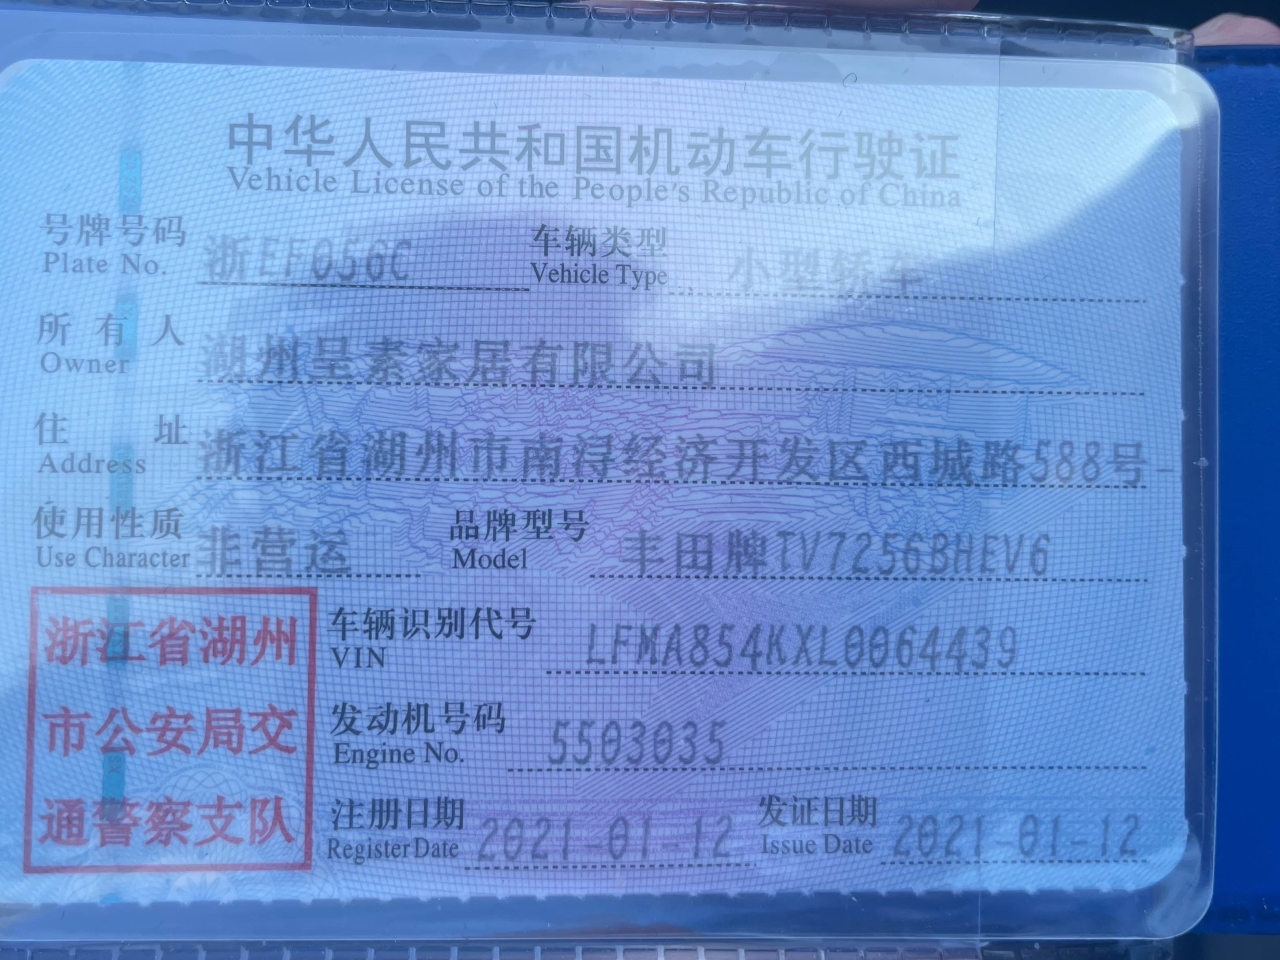 中华人民共和国机动车行驶证
Vehicle License of the People's Republic of China
号牌号码 浙EF056C 车辆类型 小型轿车
Plate No. Vehicle Type
所有人 湖州呈素家居有限公司
Owner
住址 浙江省湖州市南浔经济开发区西城路588号
Address
使用性质 非营运 品牌型号 丰田牌TV7256BHEV6
Use Character Model
浙江省湖州
市公安局交
通警察支队
车辆识别代号 LFMA854KXL0064439
VIN
发动机号码 5503035
Engine No.
注册日期 2021-01-12 发证日期 2021-01-12
Register Date Issue Date